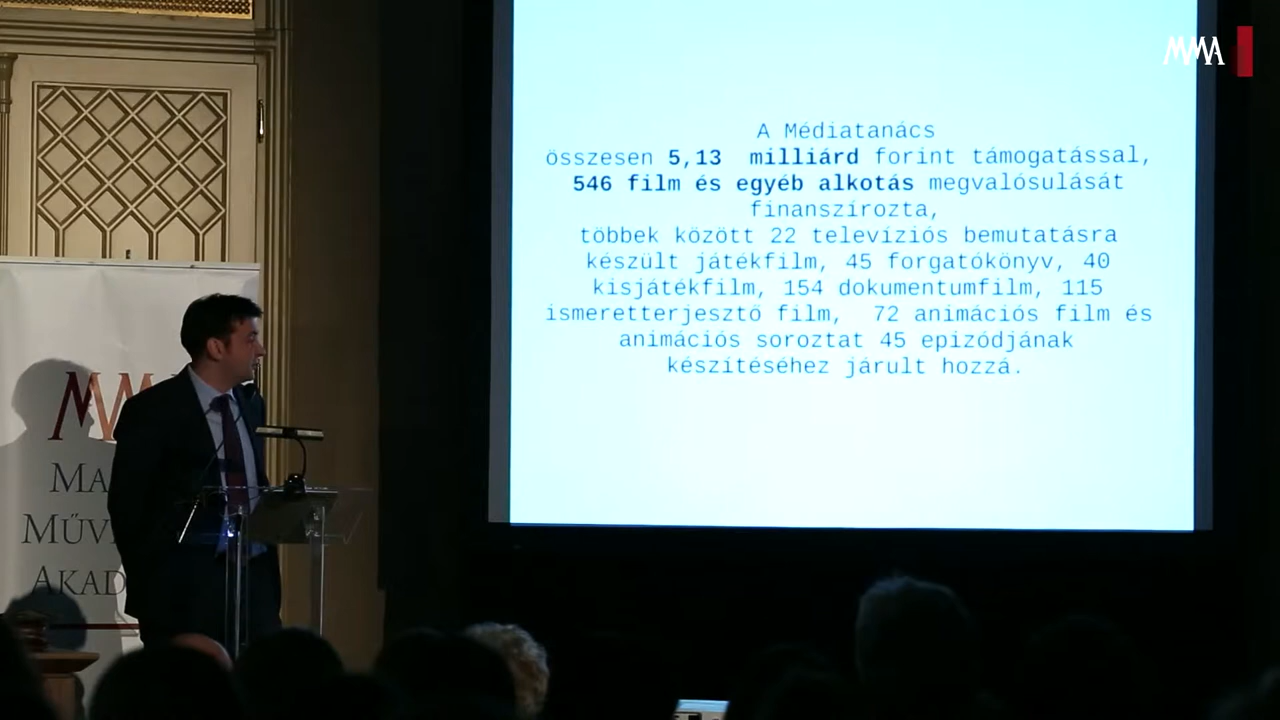 MMA
A Médiatanács
összesen 5,13 milliárd forint támogatással,
546 film és egyéb alkotás megvalósulását
finanszírozta,
többek között 22 televíziós bemutatásra
készült játékfilm, 45 forgatókönyv, 40
kisjátékfilm, 154 dokumentumfilm, 115
ismeretterjesztő film, 72 animációs film és
animációs soroztat 45 epizódjának
készítéséhez járult hozzá.
MMA
MA
MŰV
AKAD